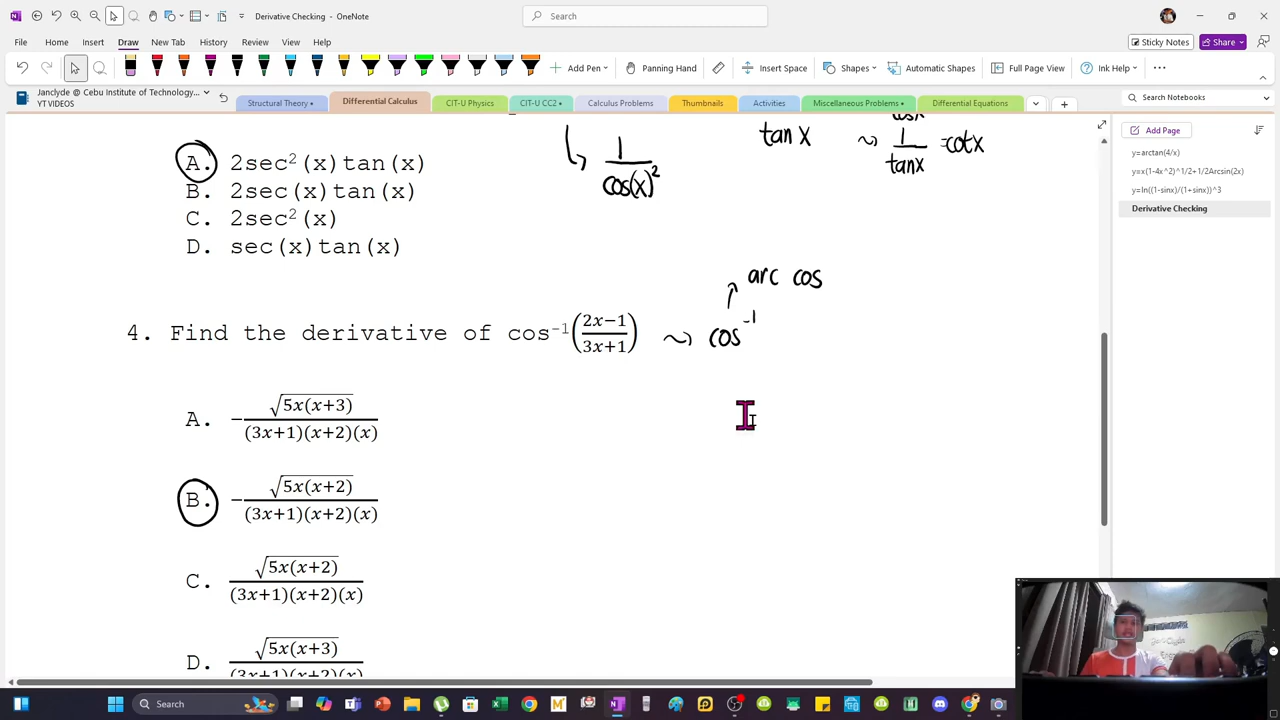 Derivative Checking - OneNote
Search
File Home Insert Draw New Tab History Review View Help
Sticky Notes Share
Add Pen Panning Hand Insert Space Shapes Automatic Shapes Full Page View Ink Help
Janclyde @ Cebu Institute of Technology...
YT VIDEOS
Structural Theory Differential Calculus CIT-U Physics CIT-U CC2 Calculus Problems Thumbnails Activities Miscellaneous Problems Differential Equations
Search Notebooks
Add Page
y=arctan(4/x)
y=x(1-4x^2)^1/2+1/2Arcsin(2x)
y=ln((1-sinx)/(1+sinx))^3
Derivative Checking
cosx
tan x ~> 1/tanx = cotx
1/cos(x)²
A. 2sec²(x)tan(x)
B. 2sec(x)tan(x)
C. 2sec²(x)
D. sec(x)tan(x)
arc cos
4. Find the derivative of cos⁻¹((2x−1)/(3x+1)) ~> cos⁻¹
A. −√(5x(x+3))/((3x+1)(x+2)(x))
B. −√(5x(x+2))/((3x+1)(x+2)(x))
C. √(5x(x+2))/((3x+1)(x+2)(x))
D. √(5x(x+3))/((3x+1)(x+2)(x))
Search